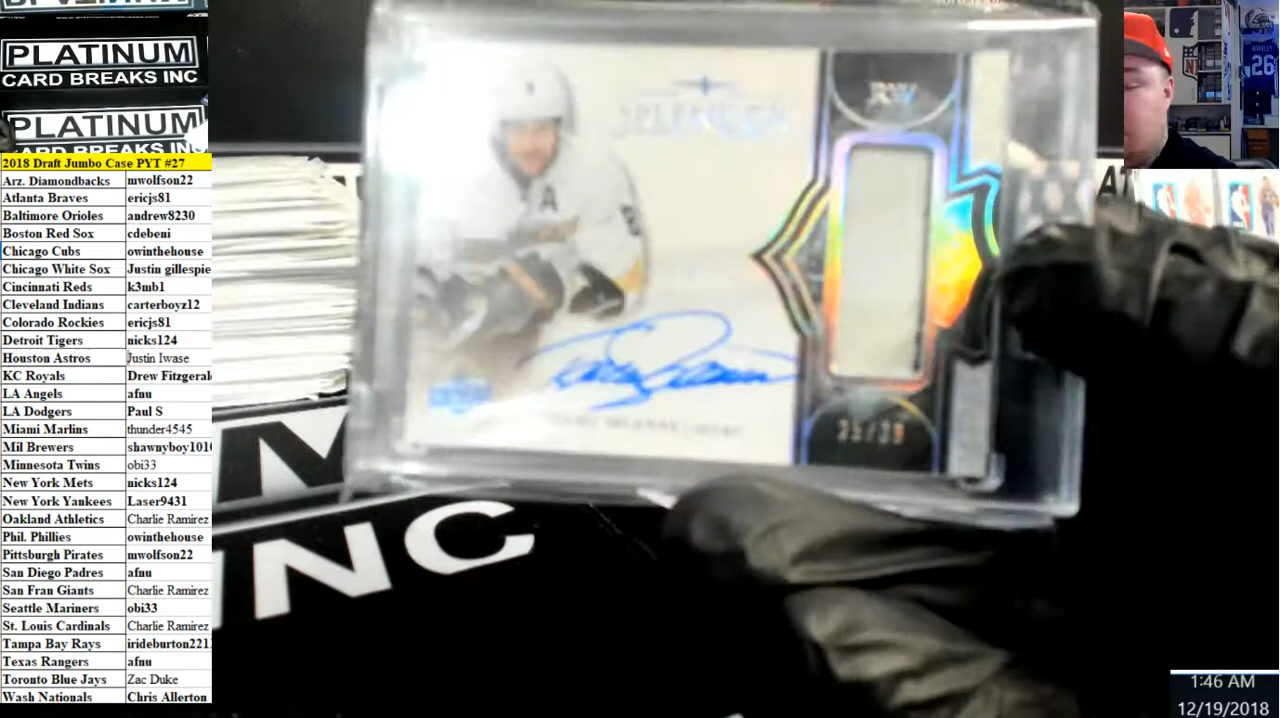 PLATINUM
CARD BREAKS INC
PLATINUM
CARD BREAKS INC
2018 Draft Jumbo Case PYT #27
Arz. Diamondbacks mwolfson22
Atlanta Braves ericjs81
Baltimore Orioles andrew8230
Boston Red Sox cdebeni
Chicago Cubs owinthehouse
Chicago White Sox Justin gillespie
Cincinnati Reds k3mb1
Cleveland Indians carterboyz12
Colorado Rockies ericjs81
Detroit Tigers nicks124
Houston Astros Justin Iwase
KC Royals Drew Fitzgeral
LA Angels afnu
LA Dodgers Paul S
Miami Marlins thunder4545
Mil Brewers shawnyboy101
Minnesota Twins obi33
New York Mets nicks124
New York Yankees Laser9431
Oakland Athletics Charlie Ramirez
Phil. Phillies owinthehouse
Pittsburgh Pirates mwolfson22
San Diego Padres afnu
San Fran Giants Charlie Ramirez
Seattle Mariners obi33
St. Louis Cardinals Charlie Ramirez
Tampa Bay Rays irideburton221
Texas Rangers afnu
Toronto Blue Jays Zac Duke
Wash Nationals Chris Allerton
A
RW
INC
26
1:46 AM
12/19/2018